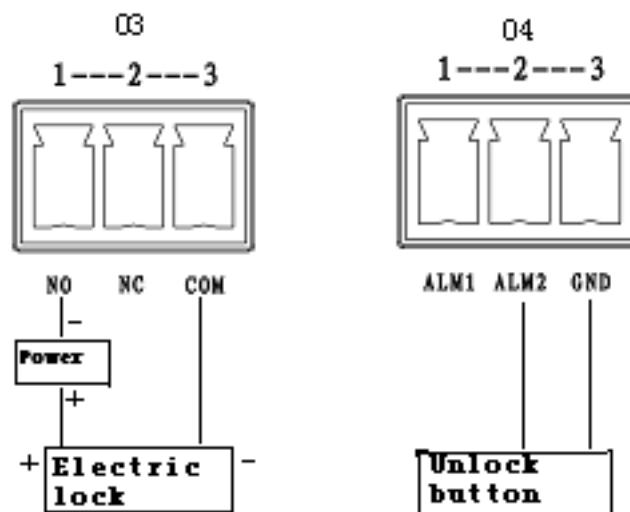 03
1---2---3
NO NC COM
-
Power
+
+ Electric lock -
04
1---2---3
ALM1 ALM2 GND
Unlock
button